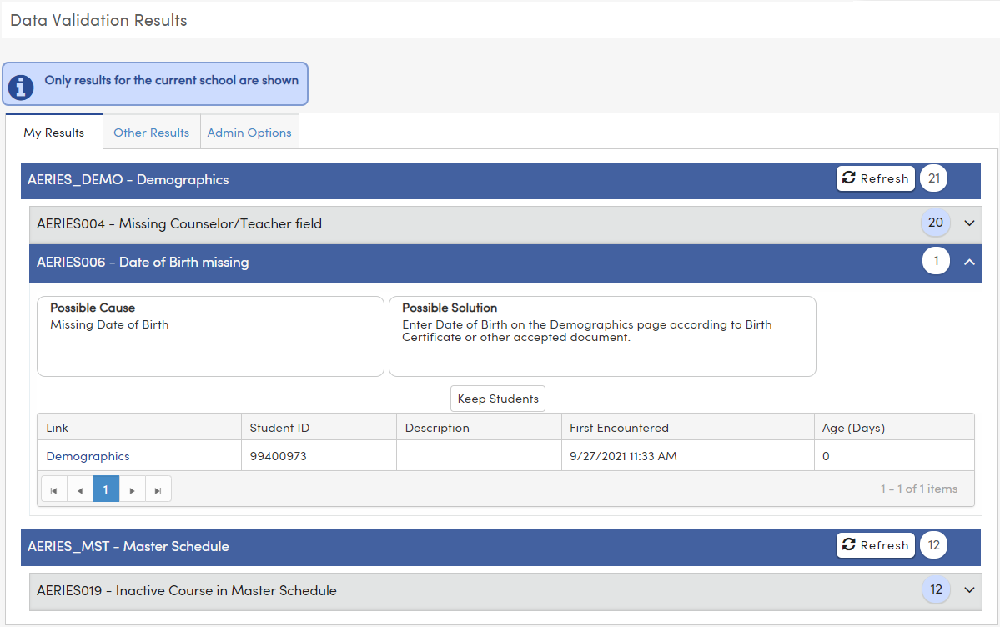 Data Validation Results
Only results for the current school are shown
My Results
Other Results
Admin Options
AERIES_DEMO - Demographics
Refresh
21
AERIES004 - Missing Counselor/Teacher field
20
AERIES006 - Date of Birth missing
1
Possible Cause
Missing Date of Birth
Possible Solution
Enter Date of Birth on the Demographics page according to Birth
Certificate or other accepted document.
Keep Students
Link
Student ID
Description
First Encountered
Age (Days)
Demographics
99400973
9/27/2021 11:33 AM
0
1
1 - 1 of 1 items
AERIES_MST - Master Schedule
Refresh
12
AERIES019 - Inactive Course in Master Schedule
12